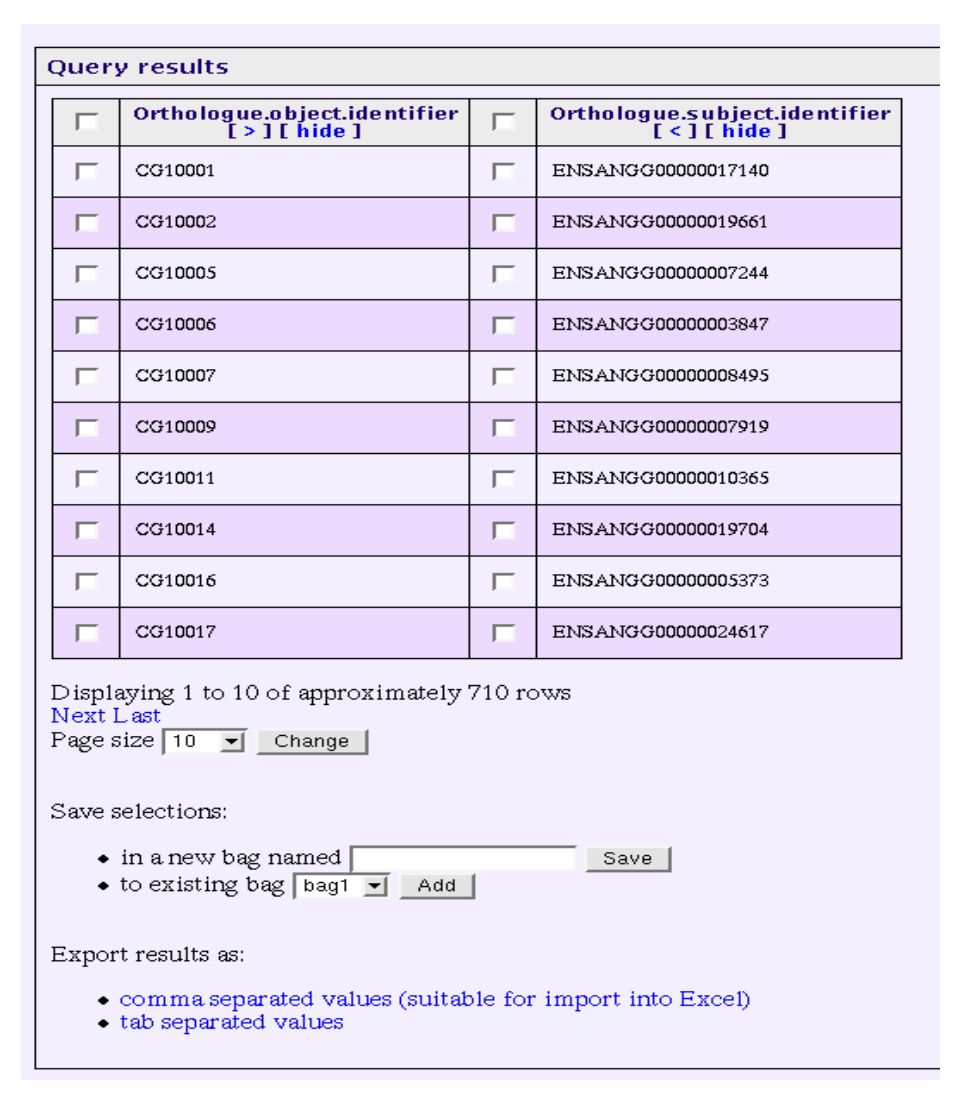 Query results
Orthologue.object.identifier Orthologue.subject.identifier
[ > ] [ hide ] [ < ] [ hide ]
CG10001 ENSANGG00000017140
CG10002 ENSANGG00000019661
CG10005 ENSANGG00000007244
CG10006 ENSANGG00000003847
CG10007 ENSANGG00000008495
CG10009 ENSANGG00000007919
CG10011 ENSANGG00000010365
CG10014 ENSANGG00000019704
CG10016 ENSANGG00000005373
CG10017 ENSANGG00000024617
Displaying 1 to 10 of approximately 710 rows
Next Last
Page size 10 Change
Save selections:
• in a new bag named Save
• to existing bag bag1 Add
Export results as:
• comma separated values (suitable for import into Excel)
• tab separated values